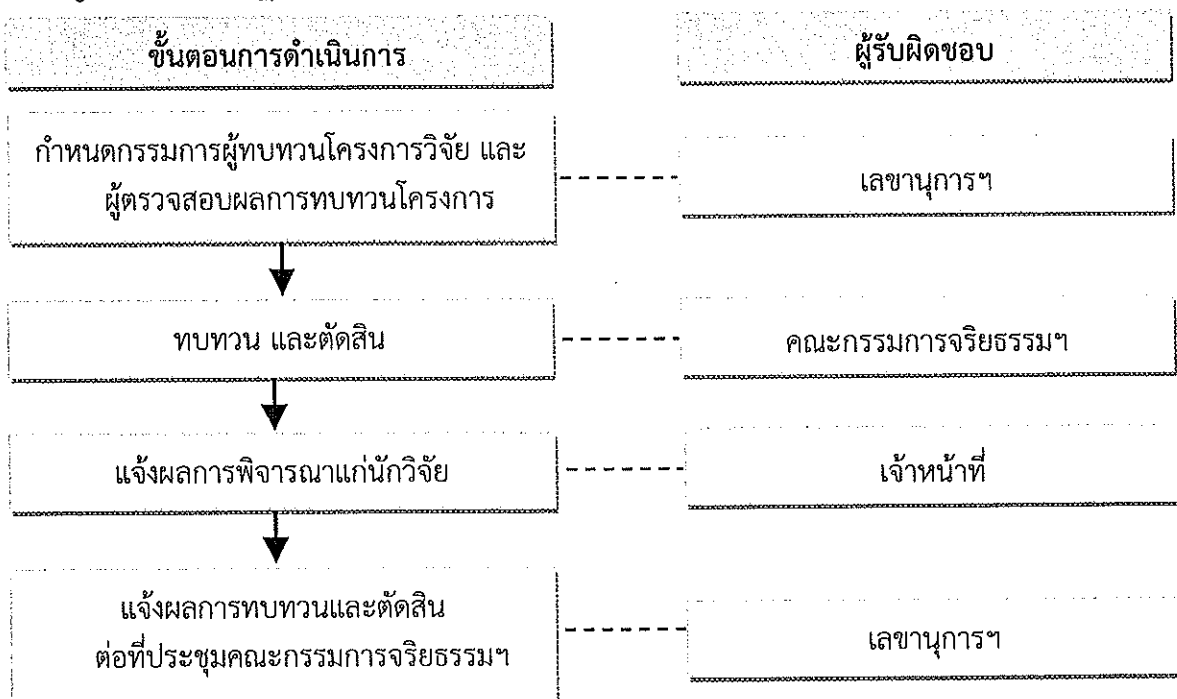 ขั้นตอนการดำเนินการ
ผู้รับผิดชอบ
กำหนดกรรมการผู้ทบทวนโครงการวิจัย และ
ผู้ตรวจสอบผลการทบทวนโครงการ
เลขานุการฯ
ทบทวน และตัดสิน
คณะกรรมการจริยธรรมฯ
แจ้งผลการพิจารณาแก่นักวิจัย
เจ้าหน้าที่
แจ้งผลการทบทวนและตัดสิน
ต่อที่ประชุมคณะกรรมการจริยธรรมฯ
เลขานุการฯ